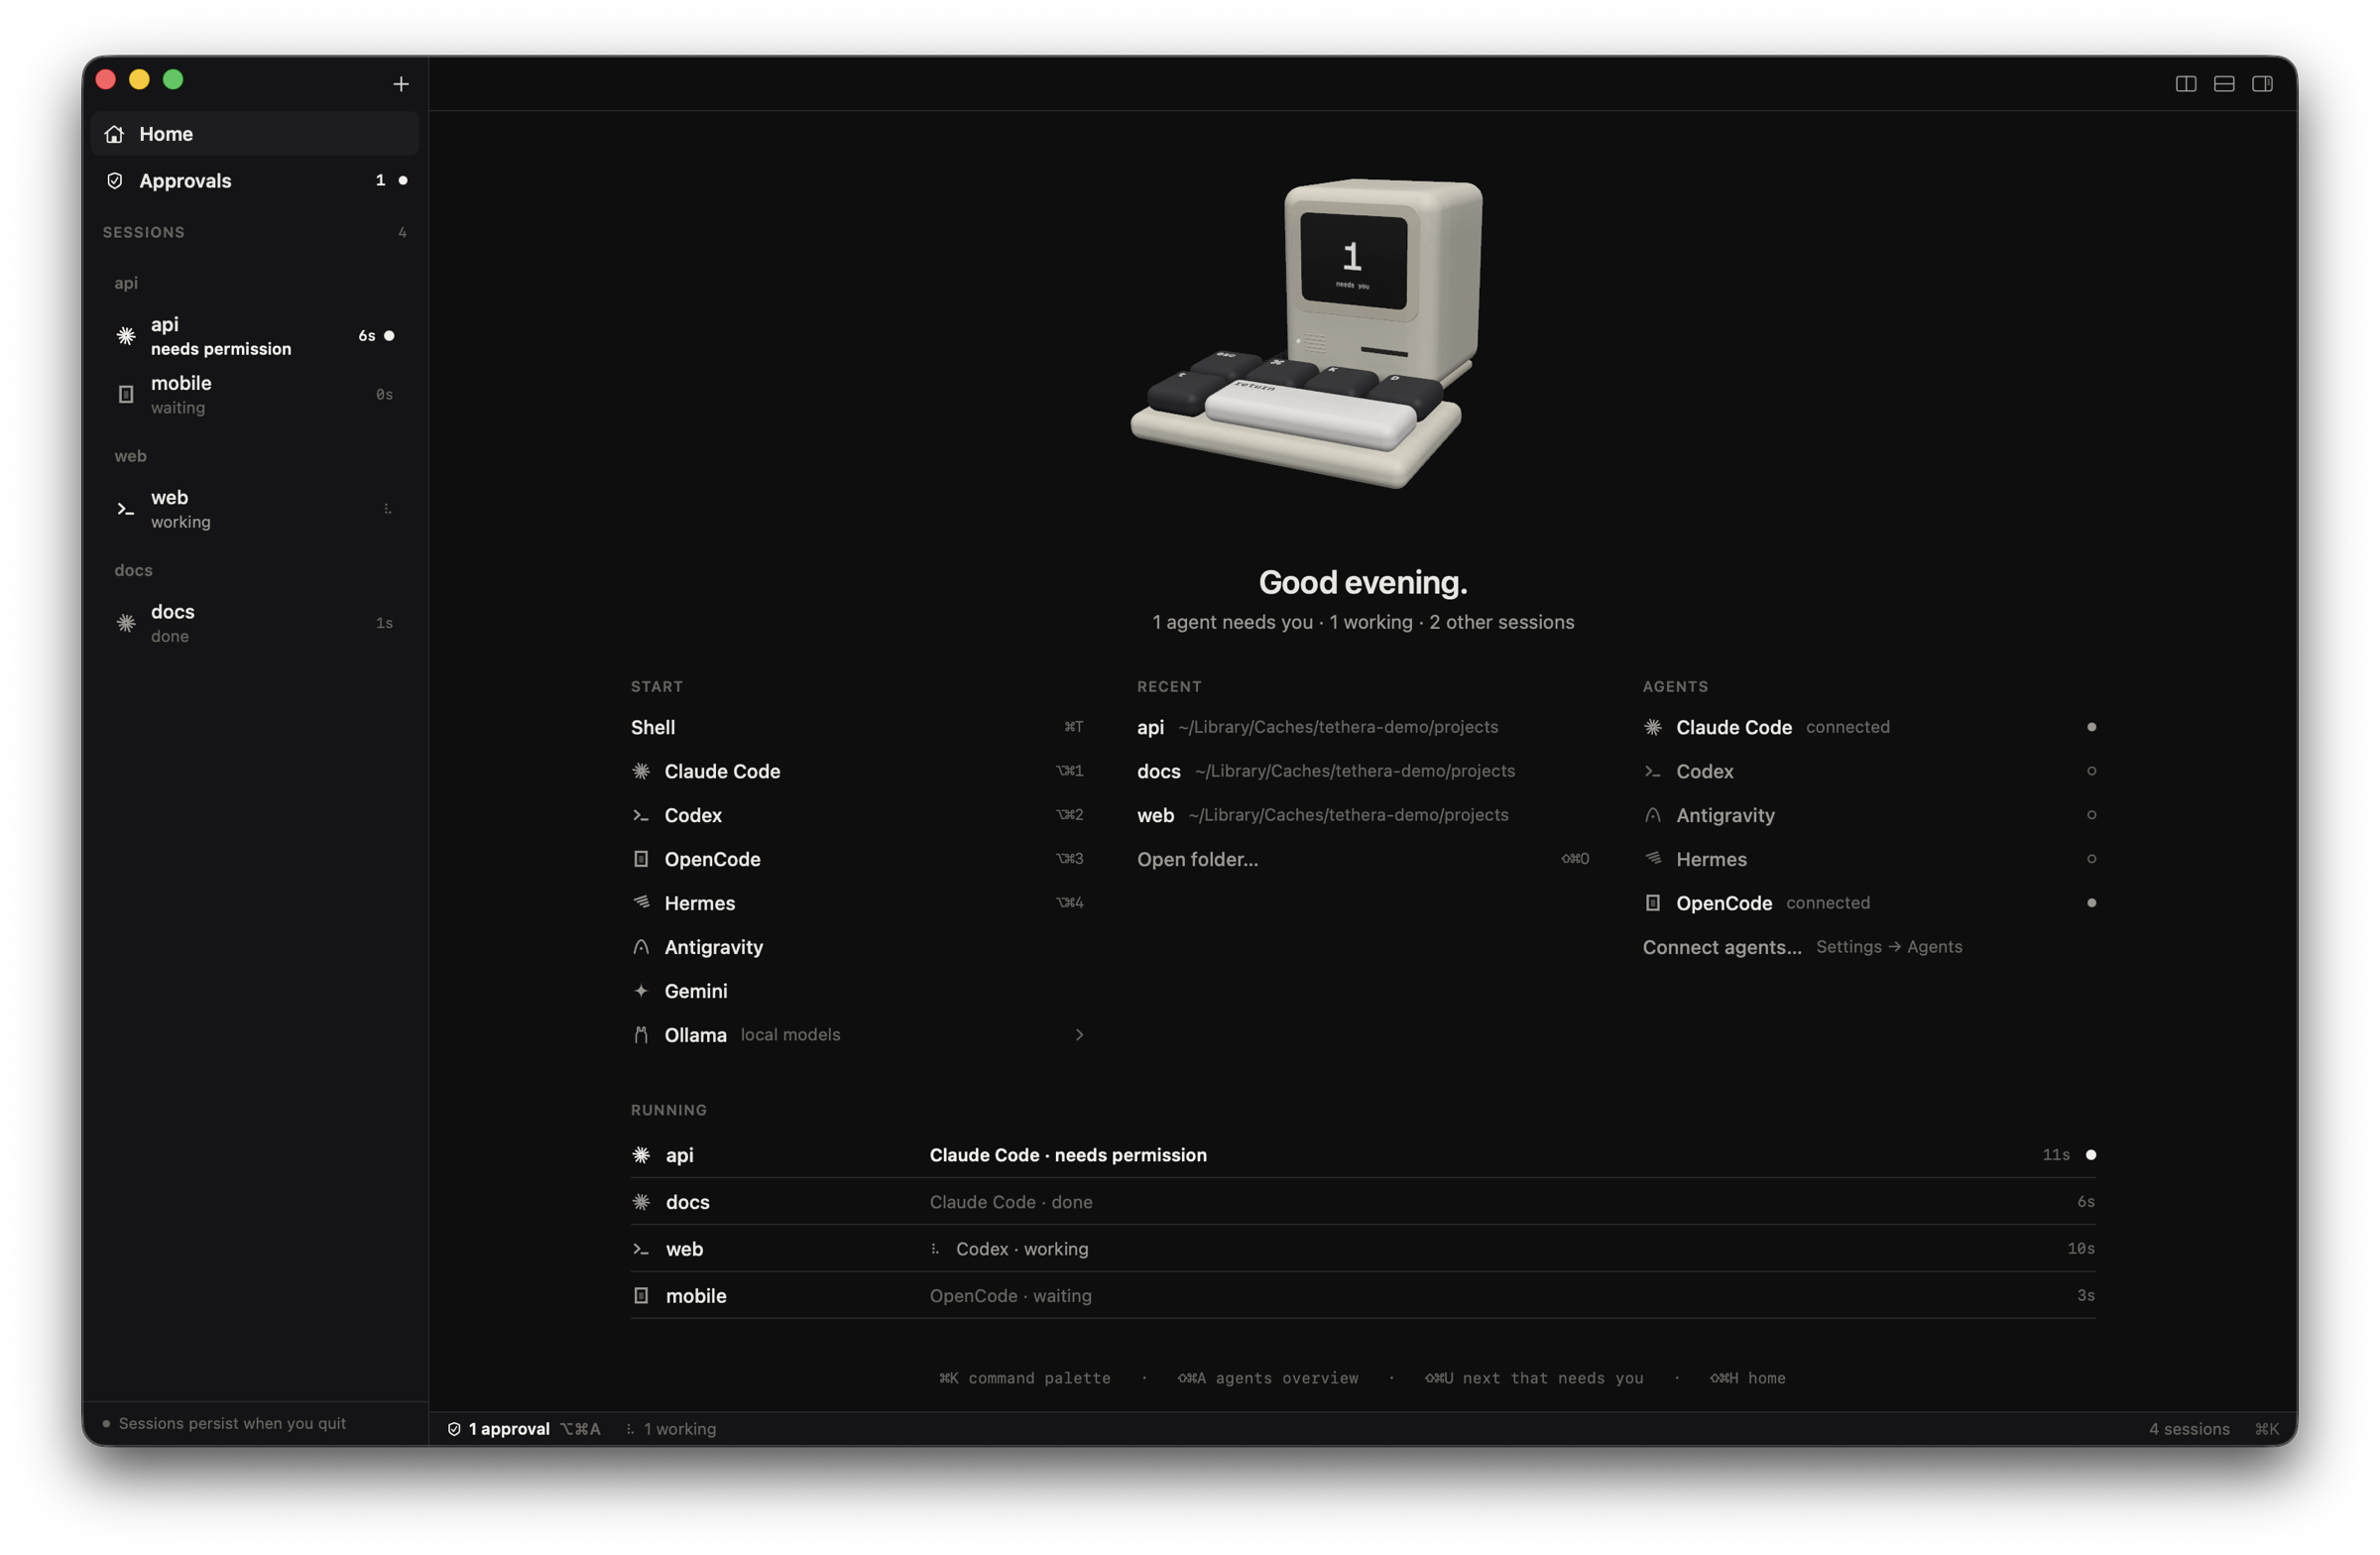 Home
Approvals 1
SESSIONS 4
api
api 6s
needs permission
mobile 0s
waiting
web
web
working
docs
docs 1s
done
Sessions persist when you quit
1
needs you
esc ⌘ K D
return
Good evening.
1 agent needs you · 1 working · 2 other sessions
START
Shell ⌘T
Claude Code ⌥⌘1
Codex ⌥⌘2
OpenCode ⌥⌘3
Hermes ⌥⌘4
Antigravity
Gemini
Ollama local models
RECENT
api ~/Library/Caches/tethera-demo/projects
docs ~/Library/Caches/tethera-demo/projects
web ~/Library/Caches/tethera-demo/projects
Open folder... ⇧⌘O
AGENTS
Claude Code connected
Codex
Antigravity
Hermes
OpenCode connected
Connect agents... Settings → Agents
RUNNING
api Claude Code · needs permission 11s
docs Claude Code · done 6s
web Codex · working 10s
mobile OpenCode · waiting 3s
⌘K command palette · ⇧⌘A agents overview · ⇧⌘U next that needs you · ⇧⌘H home
1 approval ⌥⌘A 1 working 4 sessions ⌘K